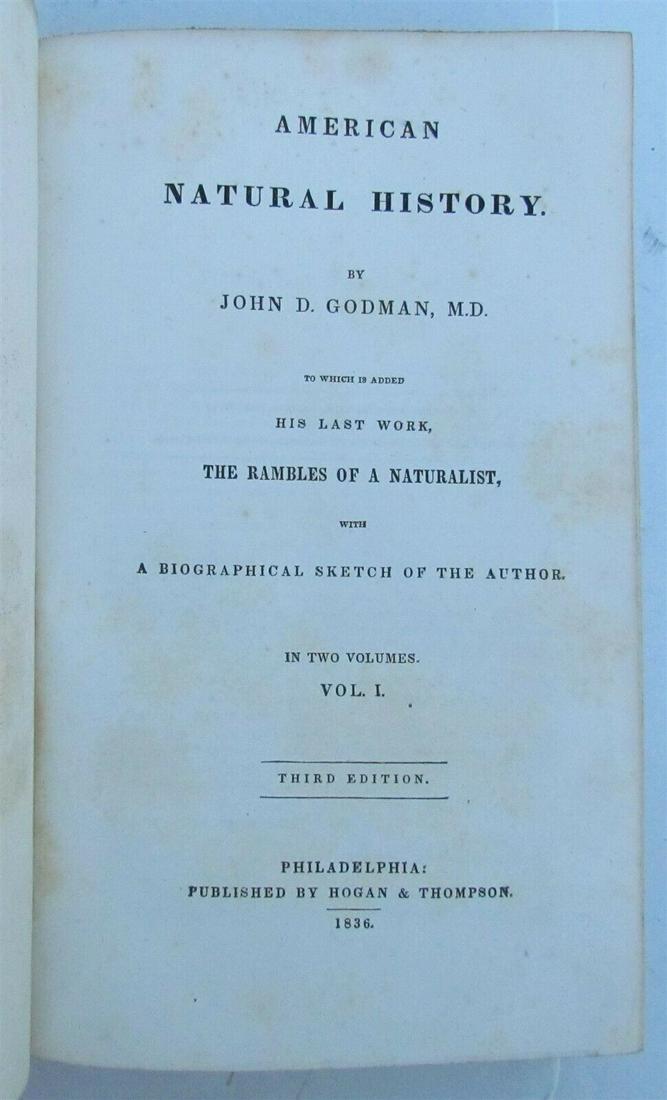 AMERICAN
NATURAL HISTORY.
BY
JOHN D. GODMAN, M.D.
TO WHICH IS ADDED
HIS LAST WORK,
THE RAMBLES OF A NATURALIST,
WITH
A BIOGRAPHICAL SKETCH OF THE AUTHOR.
IN TWO VOLUMES.
VOL. I.
THIRD EDITION.
PHILADELPHIA:
PUBLISHED BY HOGAN & THOMPSON.
1836.